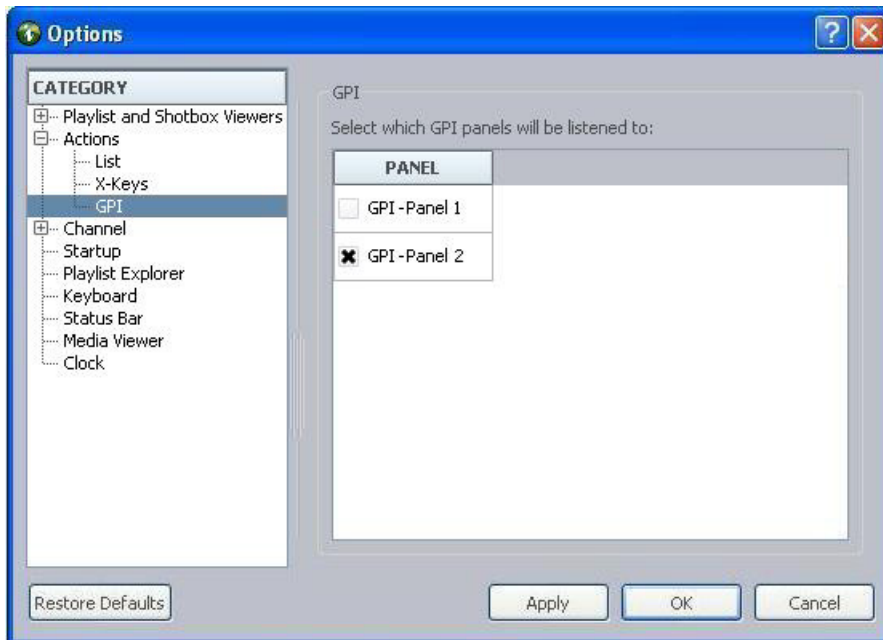 Options
CATEGORY
Playlist and Shotbox Viewers
Actions
List
X-Keys
GPI
Channel
Startup
Playlist Explorer
Keyboard
Status Bar
Media Viewer
Clock
GPI
Select which GPI panels will be listened to:
PANEL
GPI-Panel 1
GPI-Panel 2
Restore Defaults
Apply
OK
Cancel